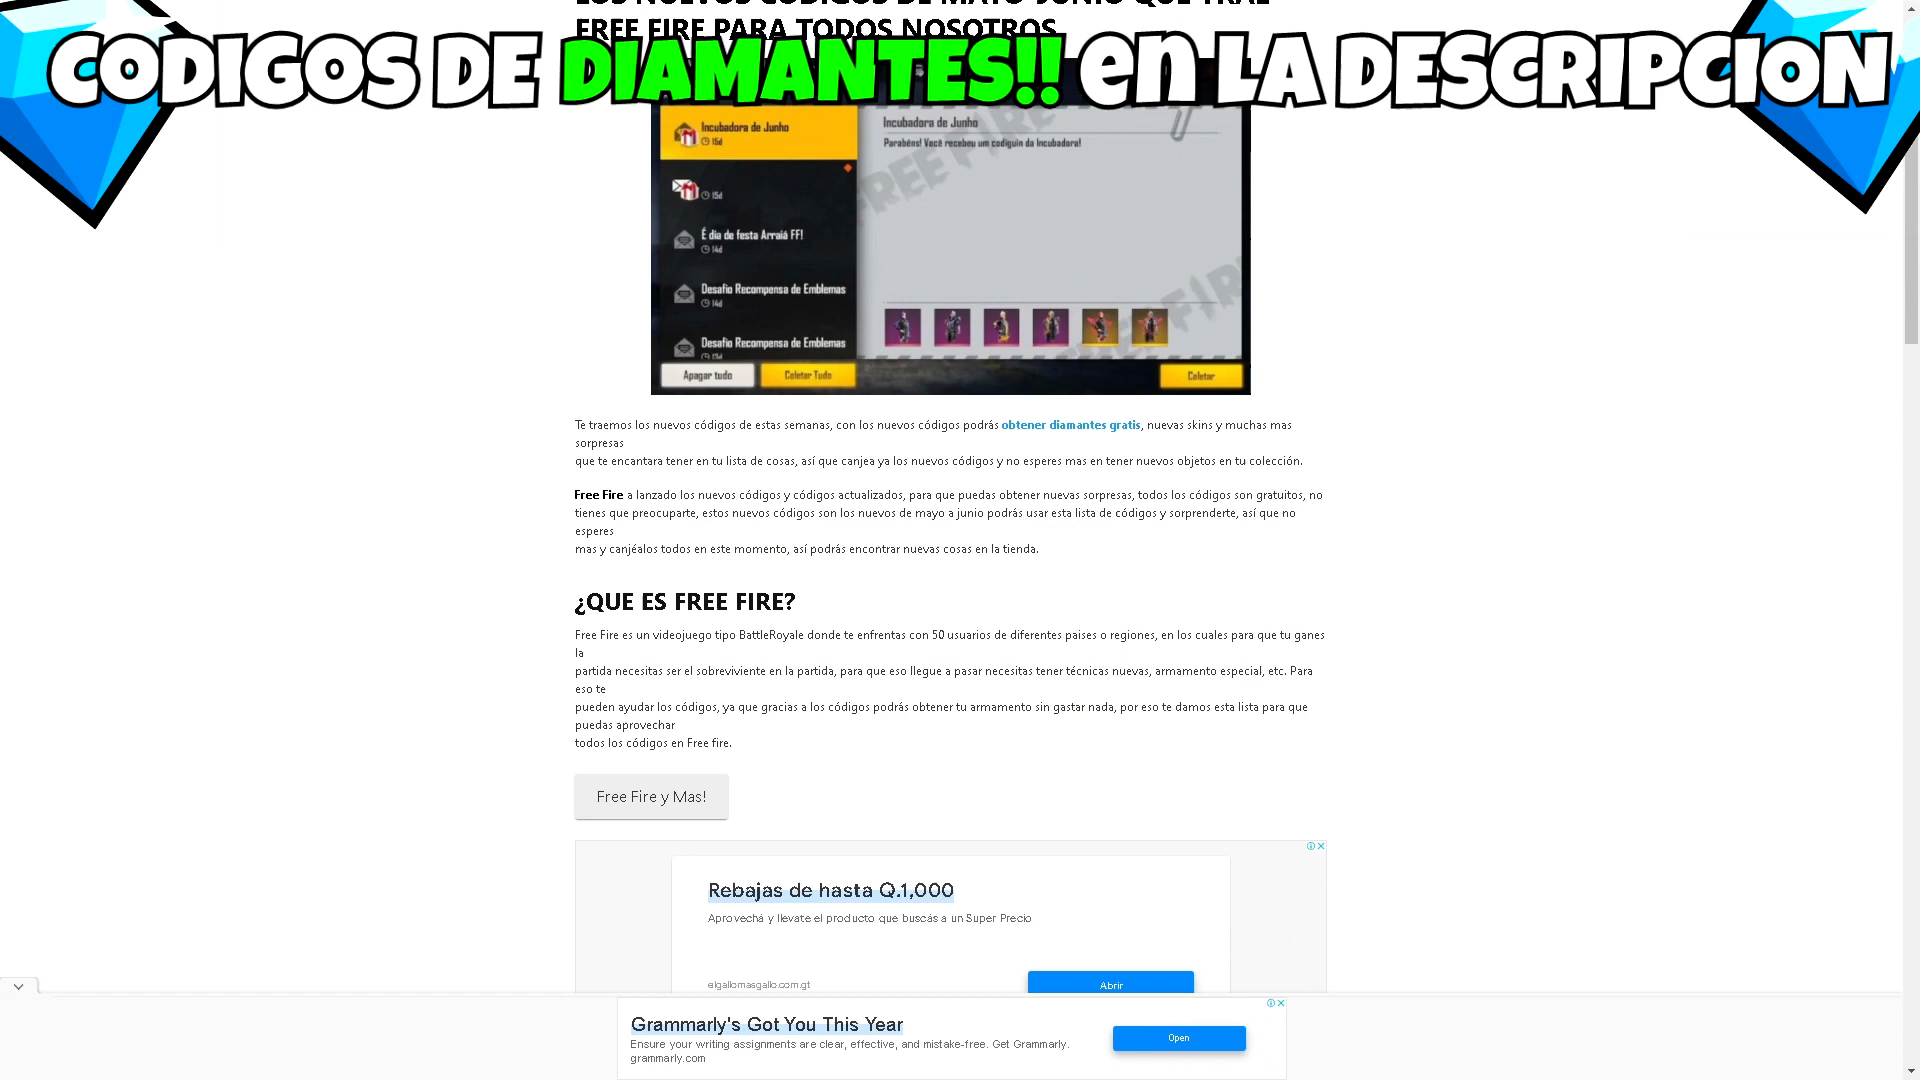 LOS NUEVOS CODIGOS DE MAYO-JUNIO QUE TRAE
FREE FIRE PARA TODOS NOSOTROS
CODIGOS DE DIAMANTES!! en LA DESCRIPCION
Incubadora de Junho
15d
15d
É dia de festa Arraiá FF!
14d
Desafio Recompensa de Emblemas
14d
Desafio Recompensa de Emblemas
13d
Apagar tudo
Coletar Tudo
Incubadora de Junho
Parabéns! Você recebeu um codiguin da Incubadora!
FREE FIRE
FREE FIRE
Coletar
Te traemos los nuevos códigos de estas semanas, con los nuevos códigos podrás obtener diamantes gratis, nuevas skins y muchas mas
sorpresas
que te encantara tener en tu lista de cosas, así que canjea ya los nuevos códigos y no esperes mas en tener nuevos objetos en tu colección.
Free Fire a lanzado los nuevos códigos y códigos actualizados, para que puedas obtener nuevas sorpresas, todos los códigos son gratuitos, no
tienes que preocuparte, estos nuevos códigos son los nuevos de mayo a junio podrás usar esta lista de códigos y sorprenderte, así que no
esperes
mas y canjéalos todos en este momento, así podrás encontrar nuevas cosas en la tienda.
¿QUE ES FREE FIRE?
Free Fire es un videojuego tipo BattleRoyale donde te enfrentas con 50 usuarios de diferentes paises o regiones, en los cuales para que tu ganes
la
partida necesitas ser el sobreviviente en la partida, para que eso llegue a pasar necesitas tener técnicas nuevas, armamento especial, etc. Para
eso te
pueden ayudar los códigos, ya que gracias a los códigos podrás obtener tu armamento sin gastar nada, por eso te damos esta lista para que
puedas aprovechar
todos los códigos en Free fire.
Free Fire y Mas!
Rebajas de hasta Q.1,000
Aprovechá y llevate el producto que buscás a un Super Precio
elgallomasgallo.com.gt
Abrir
Grammarly's Got You This Year
Ensure your writing assignments are clear, effective, and mistake-free. Get Grammarly.
grammarly.com
Open